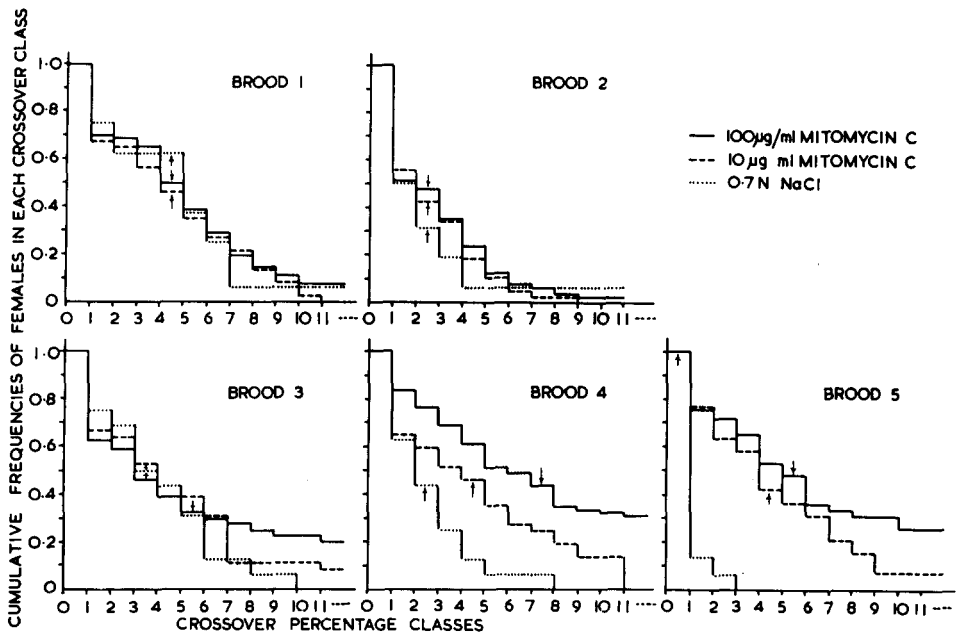 CUMULATIVE FREQUENCIES OF FEMALES IN EACH CROSSOVER CLASS
1·0
0·8
0·6
0·4
0·2
0
BROOD 1
0 1 2 3 4 5 6 7 8 9 10 11 ----
BROOD 2
0 1 2 3 4 5 6 7 8 9 10 11 ----
100μg/ml MITOMYCIN C
10 μg ml MITOMYCIN C
0·7N NaCl
1·0
0·8
0·6
0·4
0·2
0
BROOD 3
0 1 2 3 4 5 6 7 8 9 10 11 ----
BROOD 4
0 1 2 3 4 5 6 7 8 9 10 11 ----
BROOD 5
0 1 2 3 4 5 6 7 8 9 10 11 ----
CROSSOVER PERCENTAGE CLASSES